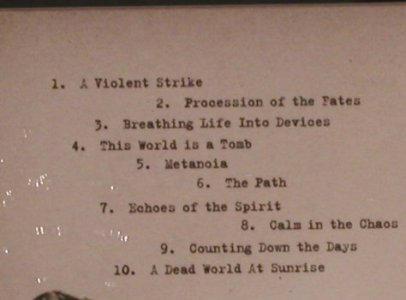 1. A Violent Strike
2. Procession of the Fates
3. Breathing Life Into Devices
4. This World is a Tomb
5. Metanoia
6. The Path
7. Echoes of the Spirit
8. Calm in the Chaos
9. Counting Down the Days
10. A Dead World At Sunrise